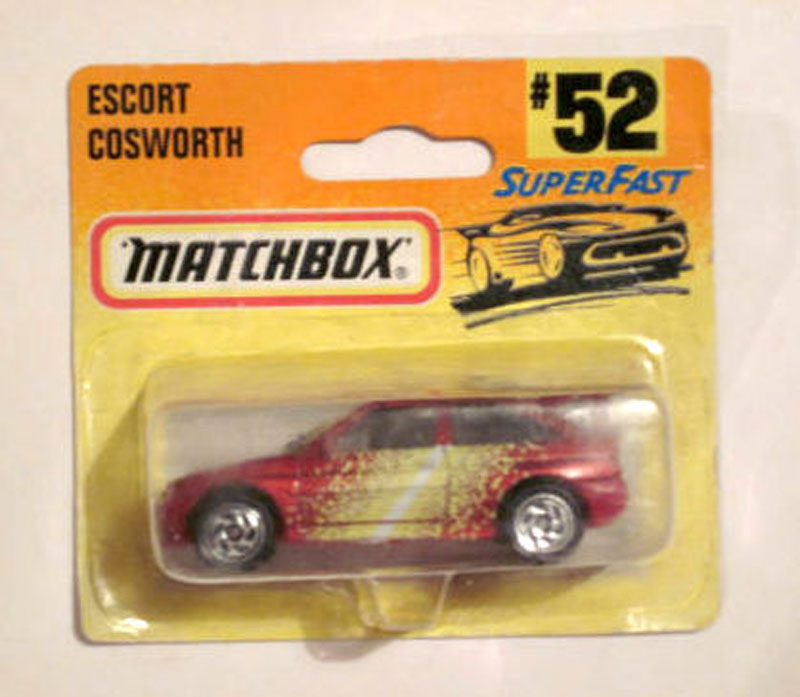 ESCORT
COSWORTH
#52
SUPERFAST
"MATCHBOX"®